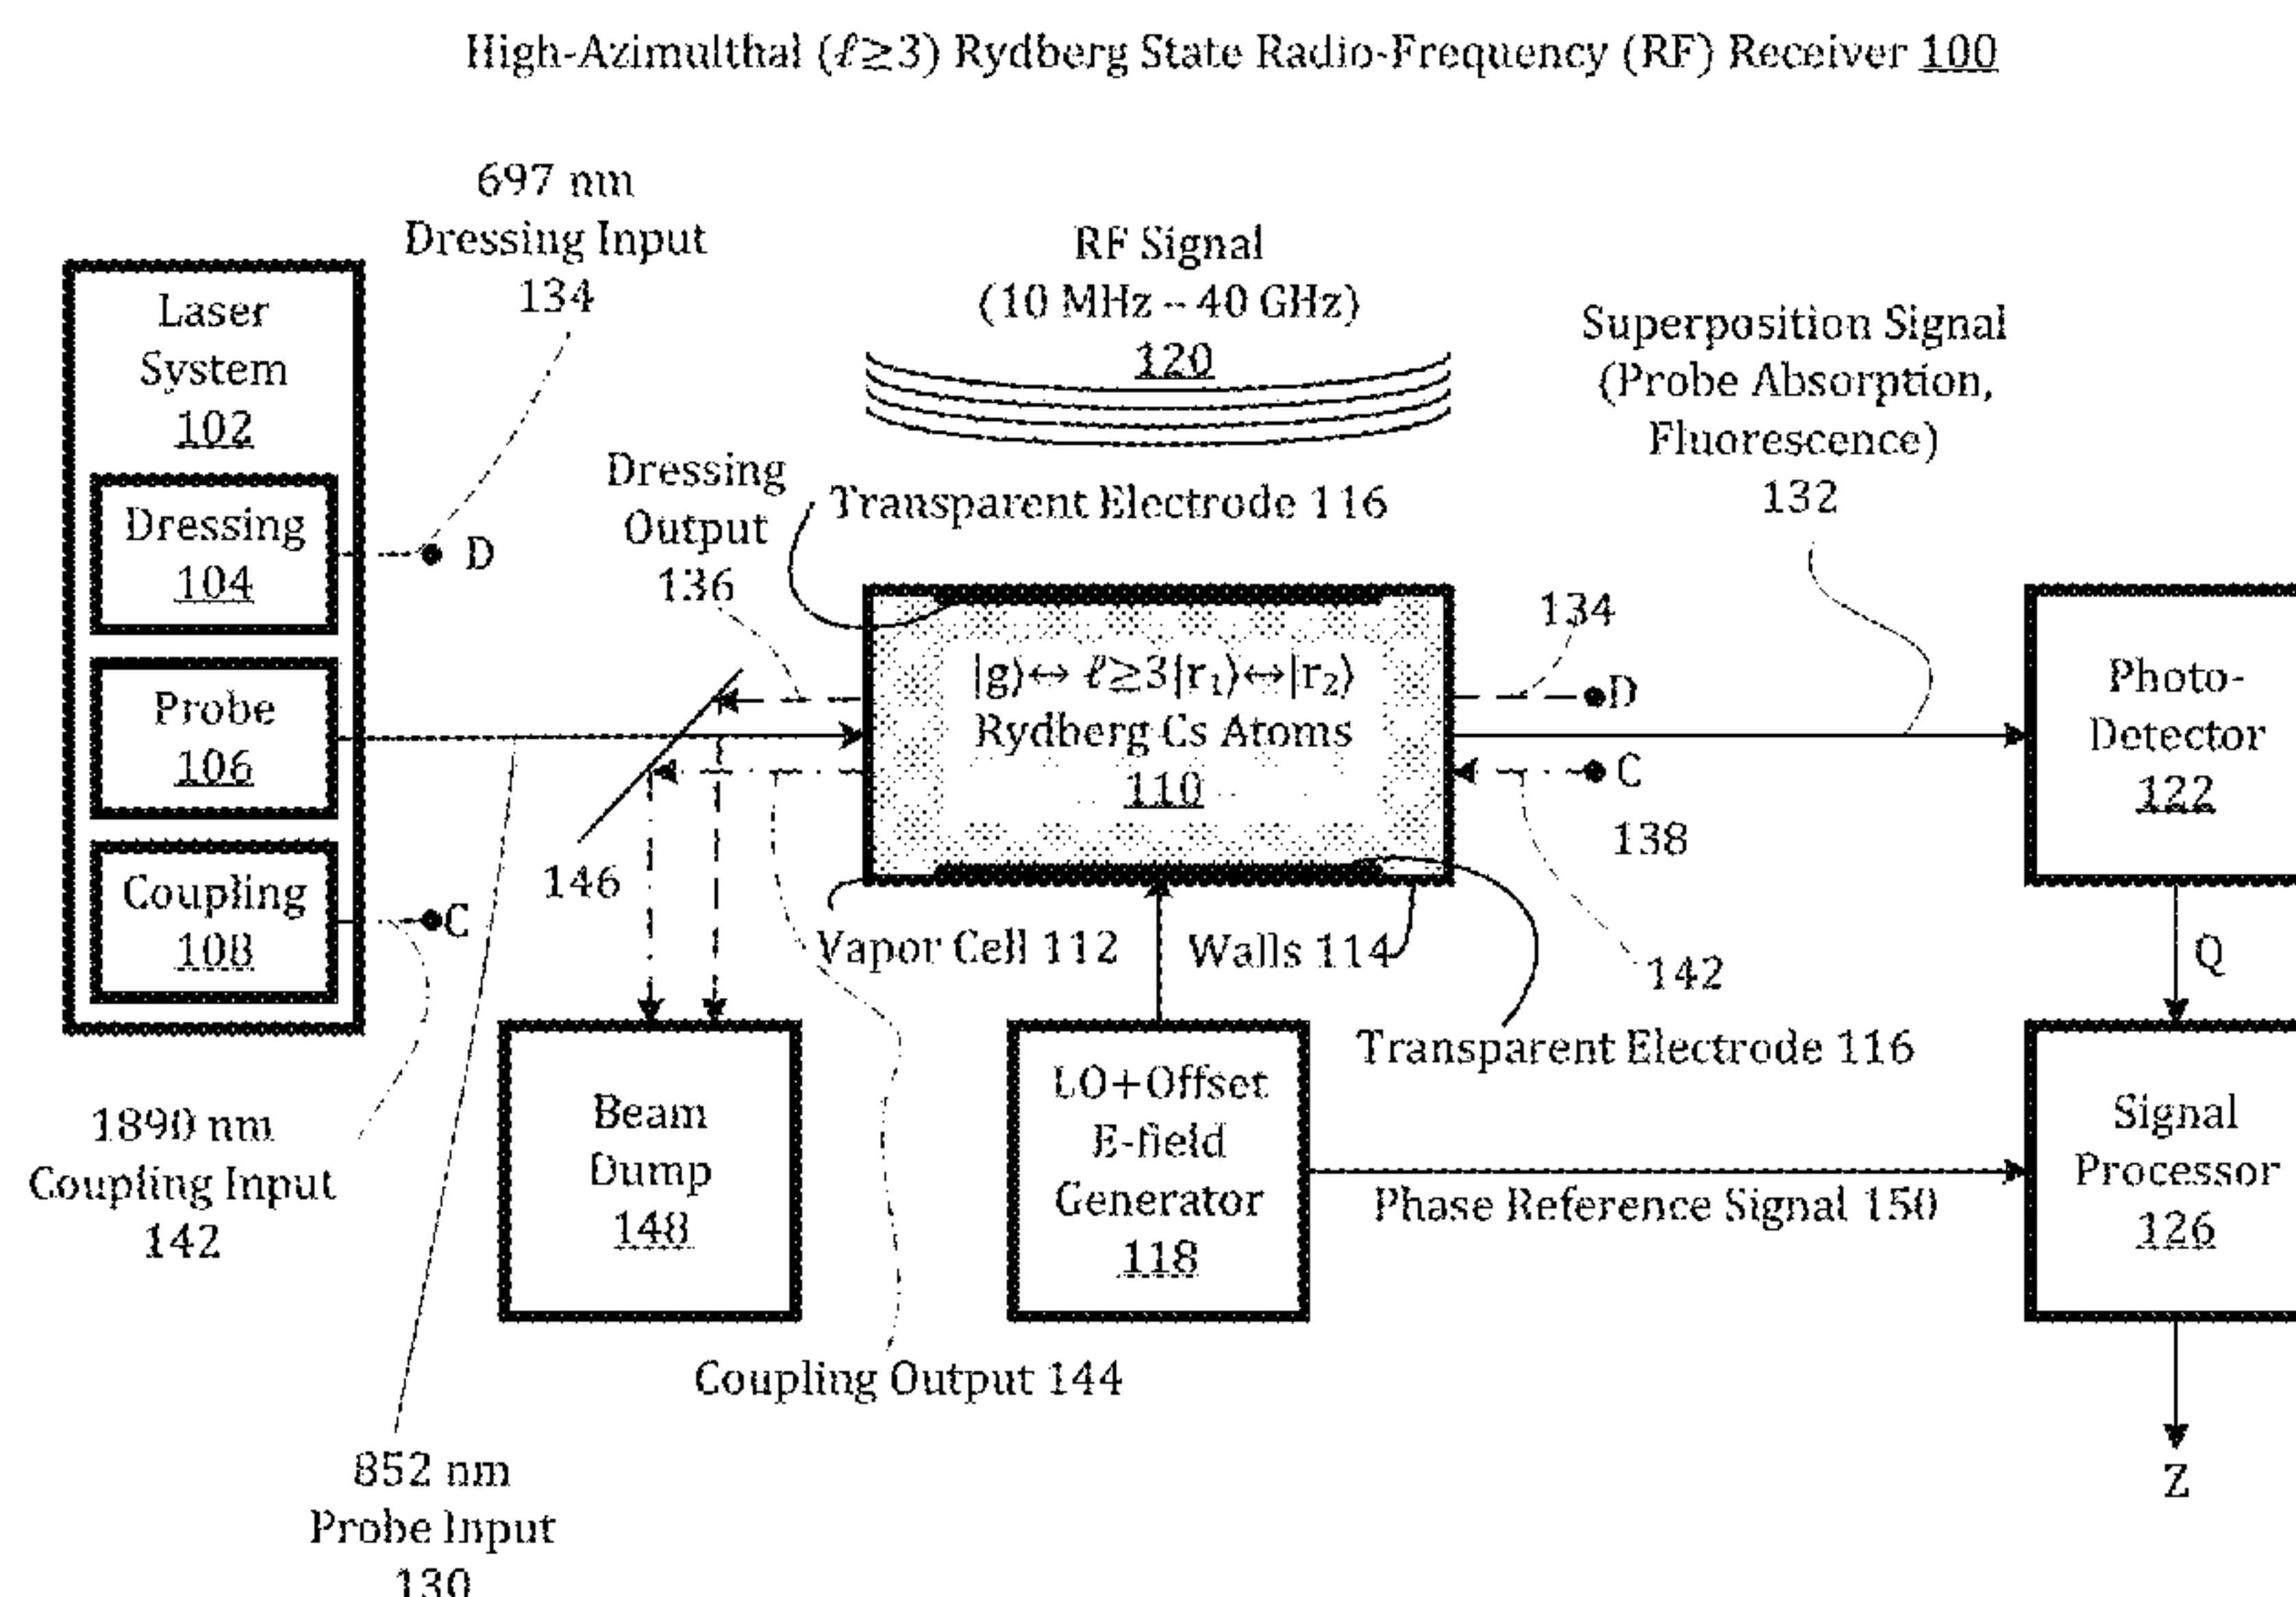 High-Azimulthal (ℓ≥3) Rydberg State Radio-Frequency (RF) Receiver 100
697 nm
Dressing Input
134
Laser
System
102
Dressing
104
D
Probe
106
Coupling
108
C
1890 nm
Coupling Input
142
852 nm
Probe Input
130
RF Signal
(10 MHz – 40 GHz)
120
Dressing
Output
136
Transparent Electrode 116
|g⟩↔ ℓ≥3|r₁⟩↔|r₂⟩
Rydberg Cs Atoms
110
146
Vapor Cell 112
Walls 114
134
D
C
138
142
Transparent Electrode 116
Superposition Signal
(Probe Absorption,
Fluorescence)
132
Photo-
Detector
122
Q
Beam
Dump
148
LO+Offset
E-field
Generator
118
Phase Reference Signal 150
Signal
Processor
126
Coupling Output 144
Z